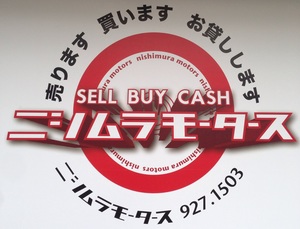 売ります 買います お貸しします
nishimura motors nishimura motors nishimura motors
SELL BUY CASH
ニシムラモータース
ニシムラモータース 927.1503